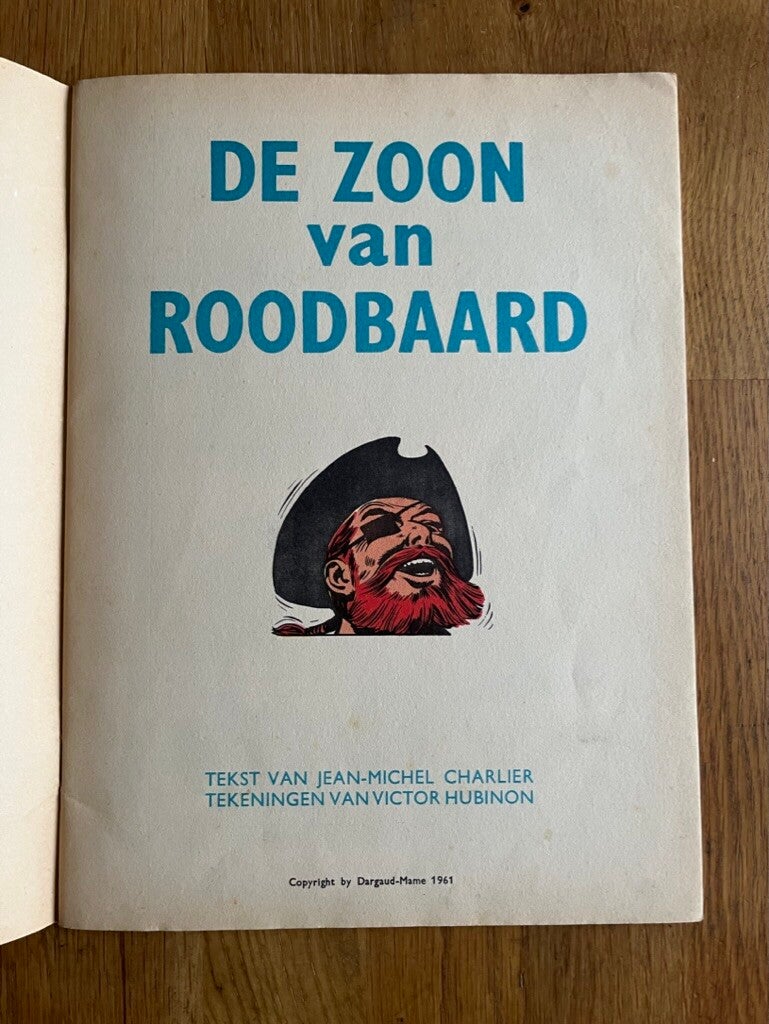 DE ZOON
van
ROODBAARD
TEKST VAN JEAN-MICHEL CHARLIER
TEKENINGEN VAN VICTOR HUBINON
Copyright by Dargaud-Mame 1961